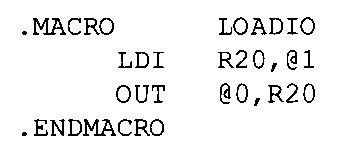 .MACRO LOADIO
LDI R20,@1
OUT @0,R20
.ENDMACRO